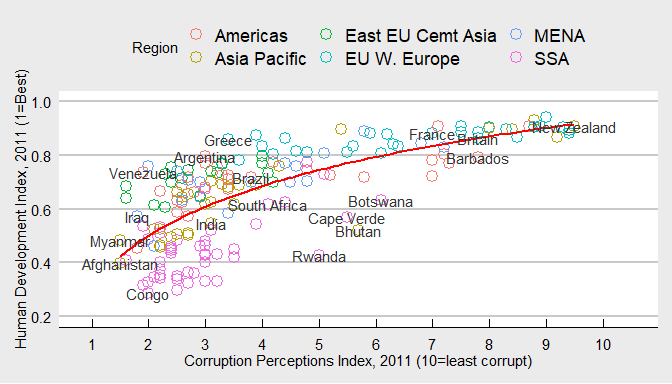 Region
Americas
East EU Cemt Asia
MENA
Asia Pacific
EU W. Europe
SSA
Human Development Index, 2011 (1=Best)
1.0
0.8
0.6
0.4
0.2
New Zealand
France
Britain
Greece
Barbados
Argentina
Venezuela
Brazil
Botswana
South Africa
Iraq
Cape Verde
India
Bhutan
Myanmar
Rwanda
Afghanistan
Congo
1 2 3 4 5 6 7 8 9 10
Corruption Perceptions Index, 2011 (10=least corrupt)